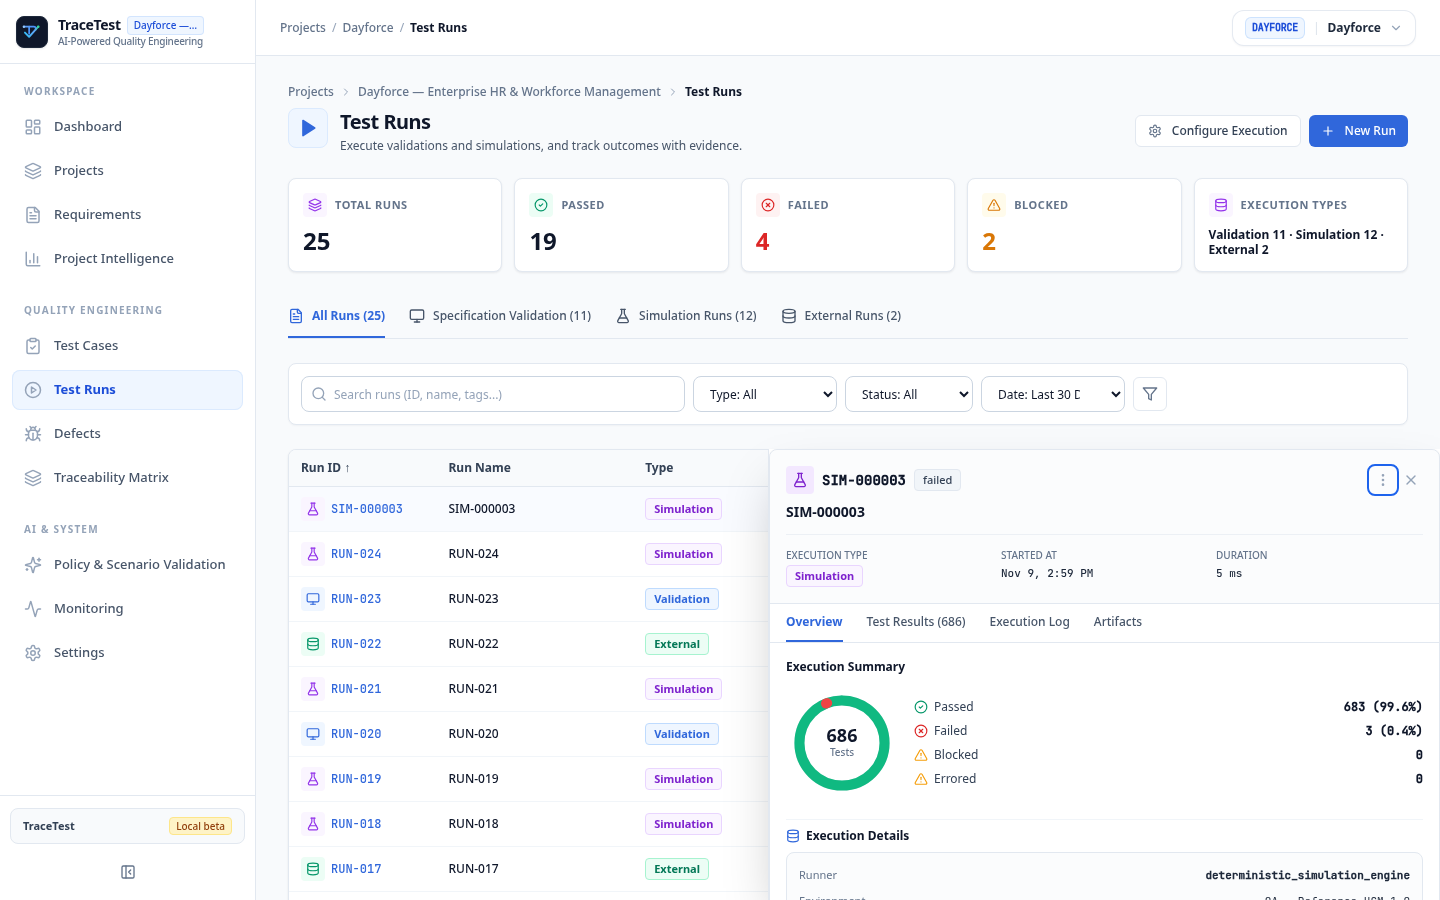 TraceTest Dayforce —...
AI-Powered Quality Engineering
WORKSPACE
Dashboard
Projects
Requirements
Project Intelligence
QUALITY ENGINEERING
Test Cases
Test Runs
Defects
Traceability Matrix
AI & SYSTEM
Policy & Scenario Validation
Monitoring
Settings
TraceTest Local beta
Projects / Dayforce / Test Runs
DAYFORCE Dayforce
Projects > Dayforce — Enterprise HR & Workforce Management > Test Runs
Test Runs
Execute validations and simulations, and track outcomes with evidence.
Configure Execution
New Run
TOTAL RUNS
25
PASSED
19
FAILED
4
BLOCKED
2
EXECUTION TYPES
Validation 11 · Simulation 12 ·
External 2
All Runs (25) Specification Validation (11) Simulation Runs (12) External Runs (2)
Search runs (ID, name, tags...) Type: All Status: All Date: Last 30 D
Run ID ↑ Run Name Type
SIM-000003 SIM-000003 Simulation
RUN-024 RUN-024 Simulation
RUN-023 RUN-023 Validation
RUN-022 RUN-022 External
RUN-021 RUN-021 Simulation
RUN-020 RUN-020 Validation
RUN-019 RUN-019 Simulation
RUN-018 RUN-018 Simulation
RUN-017 RUN-017 External
SIM-000003 failed
SIM-000003
EXECUTION TYPE STARTED AT DURATION
Simulation Nov 9, 2:59 PM 5 ms
Overview Test Results (686) Execution Log Artifacts
Execution Summary
686
Tests
Passed 683 (99.6%)
Failed 3 (0.4%)
Blocked 0
Errored 0
Execution Details
Runner deterministic_simulation_engine